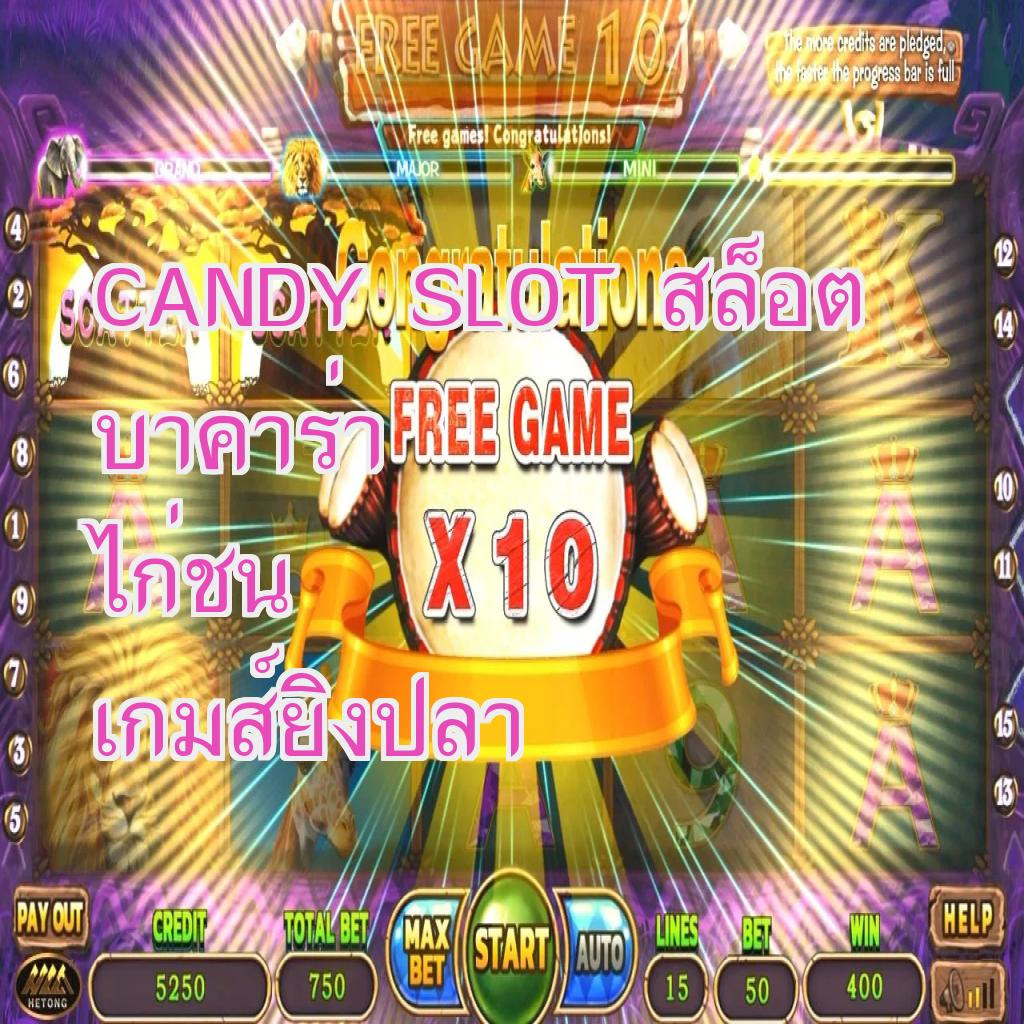 FREE GAME 10
The more credits are pledged,
the faster the progress bar is full
Free games! Congratulations!
GRAND MAJOR MINI
Congratulations
CANDY SLOT สล็อต
บาคาร่า
ไก่ชน
เกมส์ยิงปลา
FREE GAME
X10
4
2
6
8
1
9
7
3
5
12
14
10
11
15
13
K
A
A
A
PAY OUT
CREDIT
5250
TOTAL BET
750
MAX
BET
START
AUTO
LINES
15
BET
50
WIN
400
HELP
HETONG